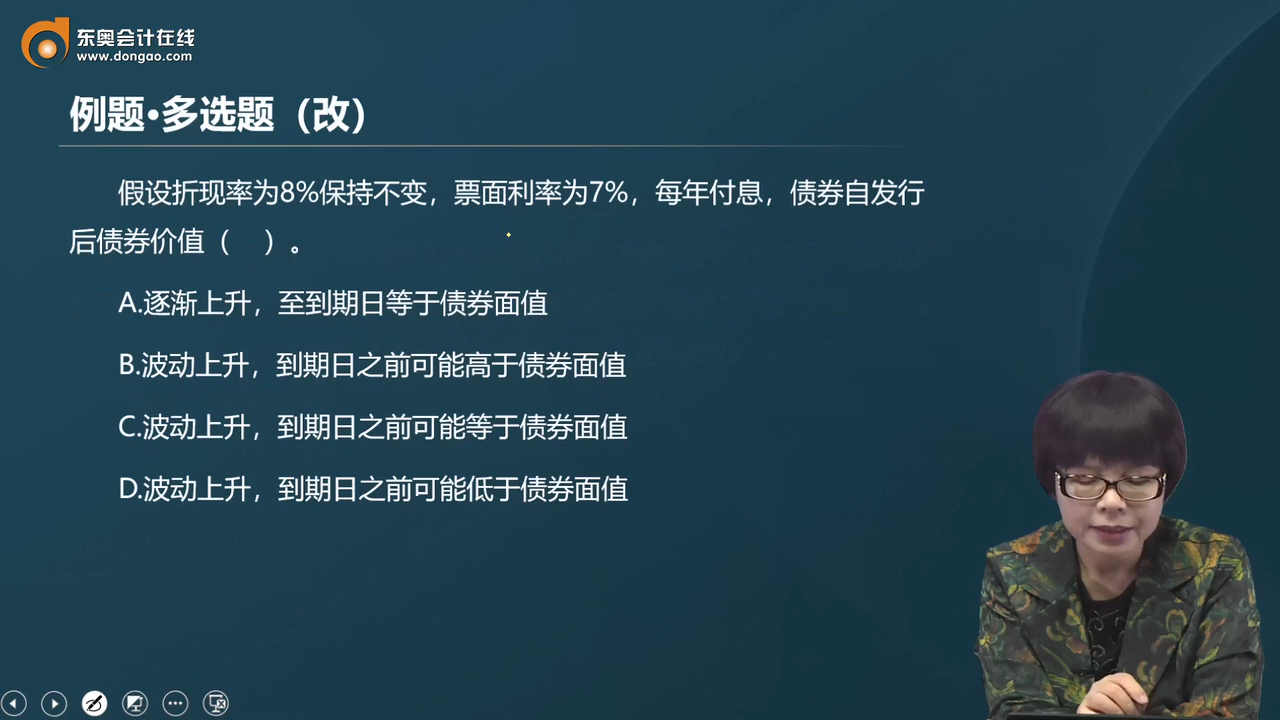 东奥会计在线
www.dongao.com
例题•多选题（改）
假设折现率为8%保持不变，票面利率为7%，每年付息，债券自发行
后债券价值（　）。
A.逐渐上升，至到期日等于债券面值
B.波动上升，到期日之前可能高于债券面值
C.波动上升，到期日之前可能等于债券面值
D.波动上升，到期日之前可能低于债券面值